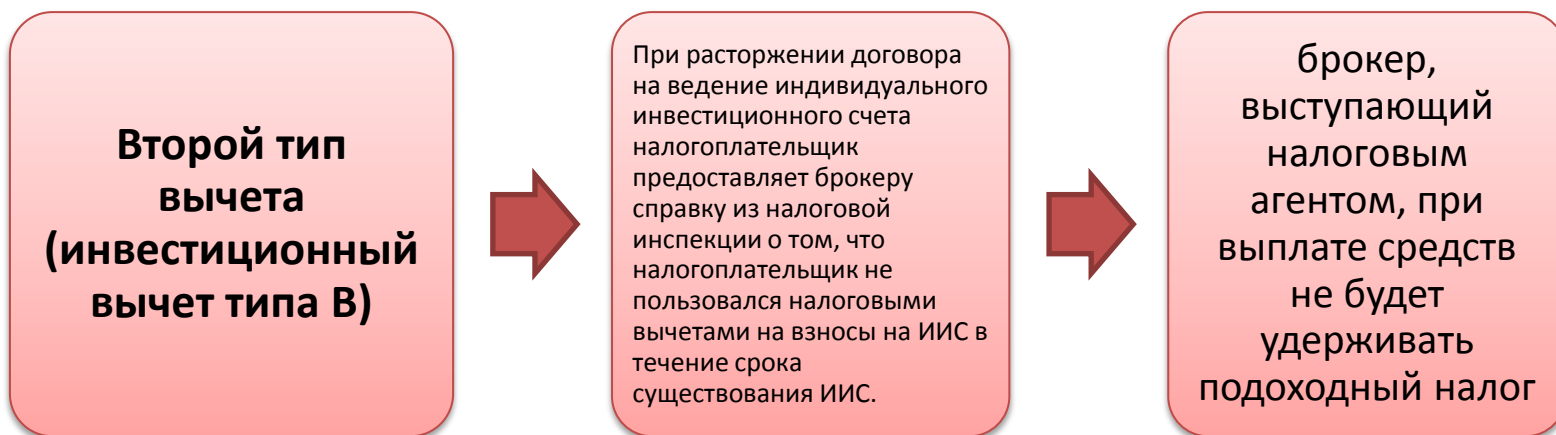 Второй тип
вычета
(инвестиционный
вычет типа В)
При расторжении договора
на ведение индивидуального
инвестиционного счета
налогоплательщик
предоставляет брокеру
справку из налоговой
инспекции о том, что
налогоплательщик не
пользовался налоговыми
вычетами на взносы на ИИС в
течение срока
существования ИИС.
брокер,
выступающий
налоговым
агентом, при
выплате средств
не будет
удерживать
подоходный налог